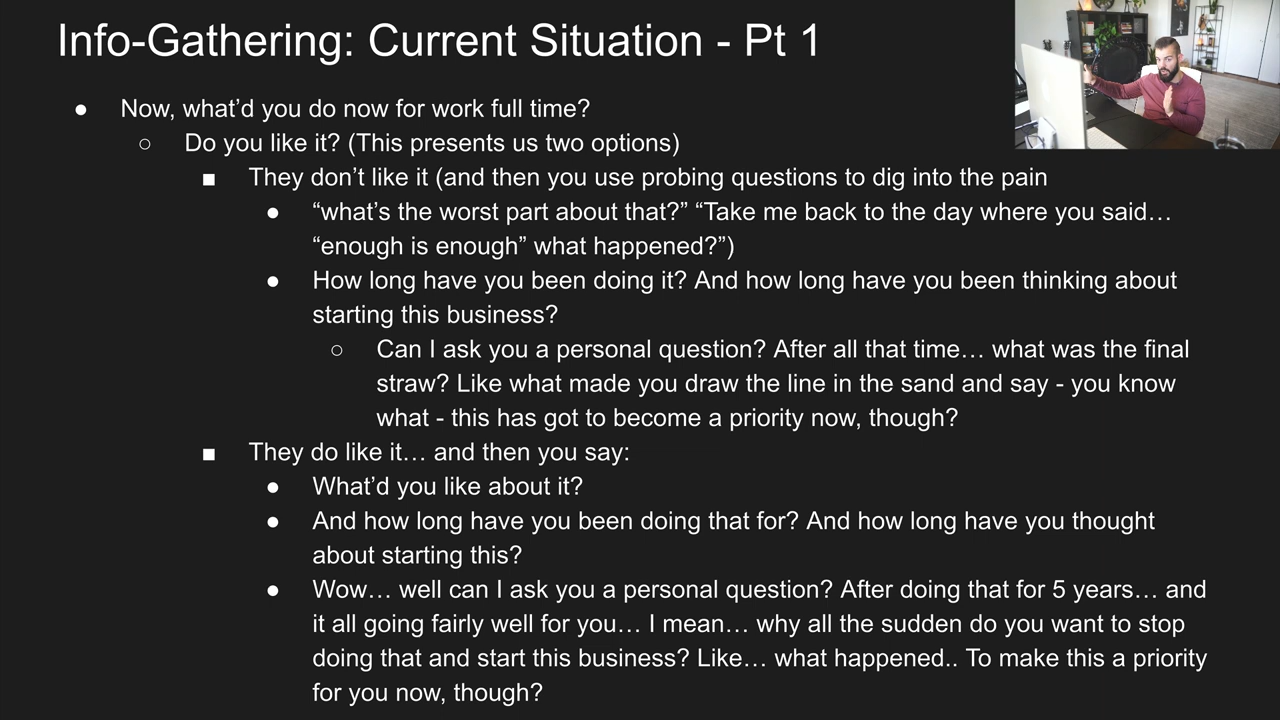 Info-Gathering: Current Situation - Pt 1
● Now, what’d you do now for work full time?
○ Do you like it? (This presents us two options)
■ They don’t like it (and then you use probing questions to dig into the pain
● “what’s the worst part about that?” “Take me back to the day where you said…
“enough is enough” what happened?”)
● How long have you been doing it? And how long have you been thinking about
starting this business?
○ Can I ask you a personal question? After all that time… what was the final
straw? Like what made you draw the line in the sand and say - you know
what - this has got to become a priority now, though?
■ They do like it… and then you say:
● What’d you like about it?
● And how long have you been doing that for? And how long have you thought
about starting this?
● Wow… well can I ask you a personal question? After doing that for 5 years… and
it all going fairly well for you… I mean… why all the sudden do you want to stop
doing that and start this business? Like… what happened.. To make this a priority
for you now, though?